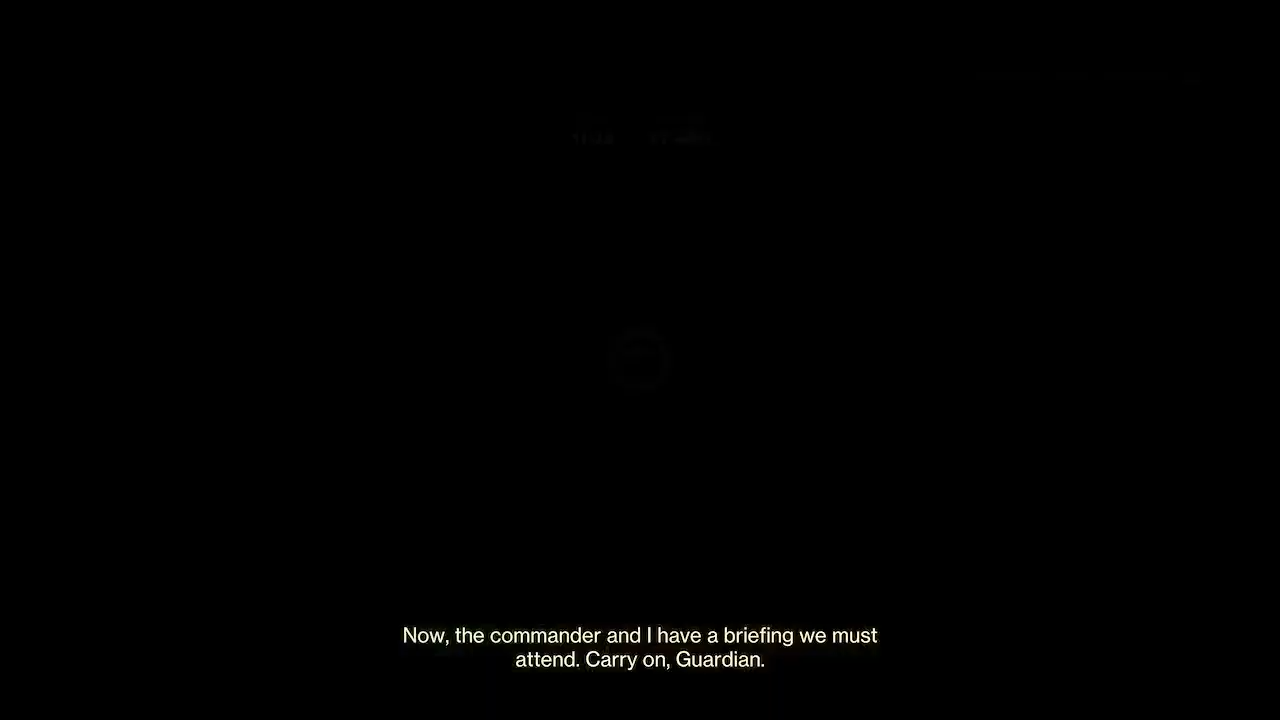 Now, the commander and I have a briefing we must
attend. Carry on, Guardian.